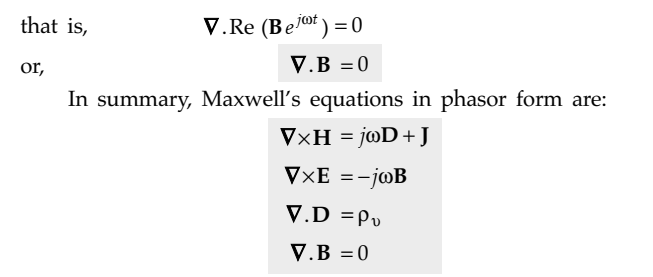 that is, ∇.Re (B e^{jωt}) = 0
or, ∇.B = 0
In summary, Maxwell's equations in phasor form are:
∇×H = jωD + J
∇×E = −jωB
∇.D = ρ_υ
∇.B = 0